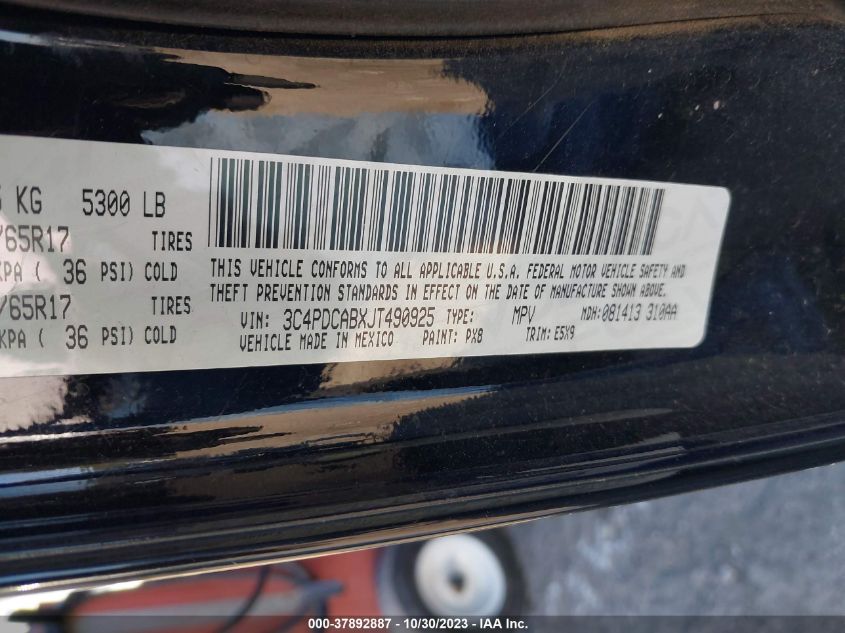 KG 5300 LB
/65R17 TIRES
KPA ( 36 PSI) COLD
/65R17 TIRES
KPA ( 36 PSI) COLD
THIS VEHICLE CONFORMS TO ALL APPLICABLE U.S.A. FEDERAL MOTOR VEHICLE SAFETY AND
THEFT PREVENTION STANDARDS IN EFFECT ON THE DATE OF MANUFACTURE SHOWN ABOVE.
VIN: 3C4PDCABXJT490925 TYPE: MPV MDH: 081413 310AA
VEHICLE MADE IN MEXICO PAINT: PX8 TRIM: E5X9
000-37892887 - 10/30/2023 - IAA Inc.